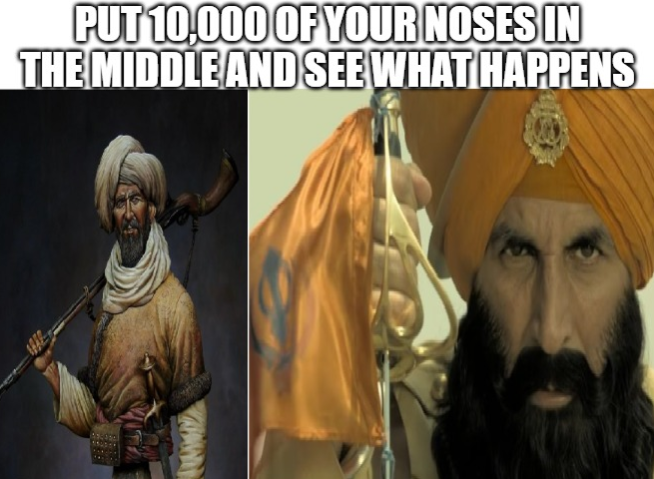 PUT 10,000 OF YOUR NOSES IN
THE MIDDLE AND SEE WHAT HAPPENS